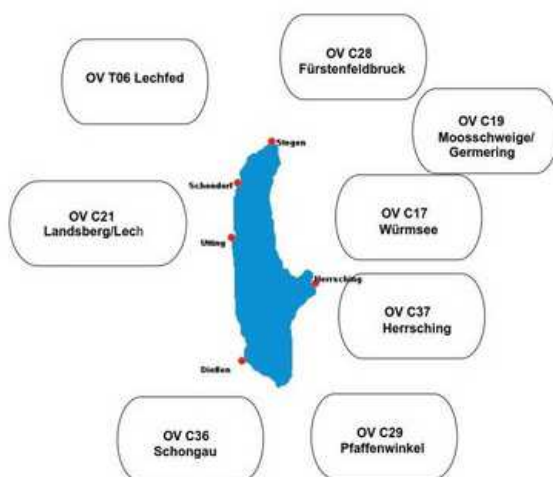 OV C28
Fürstenfeldbruck
OV T06 Lechfed
OV C19
Moosschweige/
Germering
Stegen
Schondorf
OV C21
Landsberg/Lech
OV C17
Würmsee
Utting
Herrsching
OV C37
Herrsching
Dießen
OV C36
Schongau
OV C29
Pfaffenwinkel